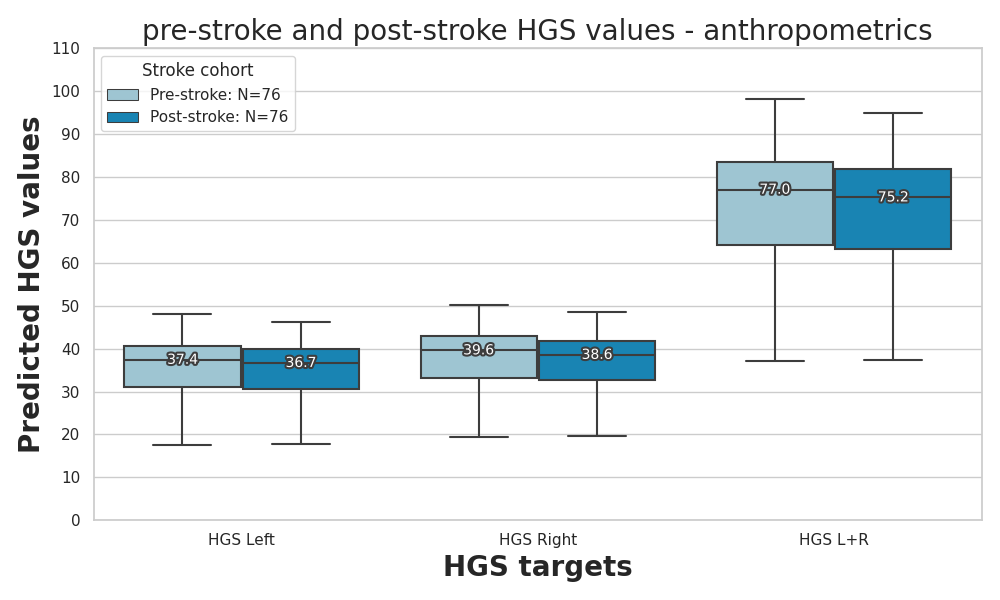 pre-stroke and post-stroke HGS values - anthropometrics
Stroke cohort
Pre-stroke: N=76
Post-stroke: N=76
Predicted HGS values
110
100
90
80
70
60
50
40
30
20
10
0
37.4
36.7
39.6
38.6
77.0
75.2
HGS Left
HGS Right
HGS L+R
HGS targets